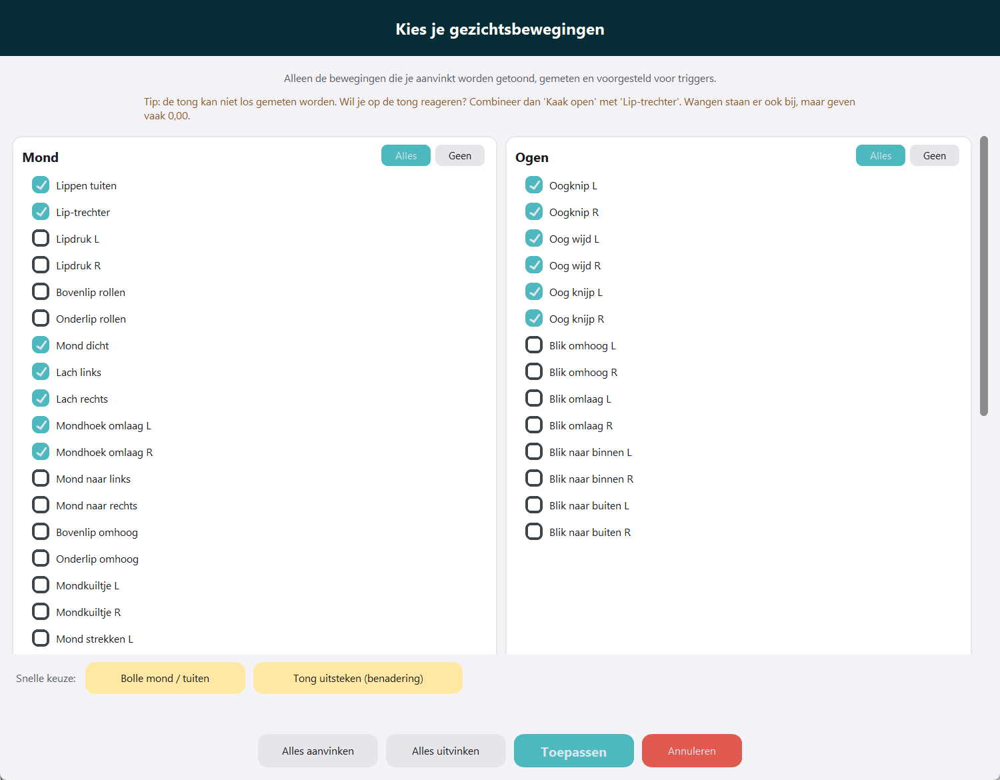 Kies je gezichtsbewegingen
Alleen de bewegingen die je aanvinkt worden getoond, gemeten en voorgesteld voor triggers.
Tip: de tong kan niet los gemeten worden. Wil je op de tong reageren? Combineer dan 'Kaak open' met 'Lip-trechter'. Wangen staan er ook bij, maar geven
vaak 0,00.
Mond
Alles
Geen
Lippen tuiten
Lip-trechter
Lipdruk L
Lipdruk R
Bovenlip rollen
Onderlip rollen
Mond dicht
Lach links
Lach rechts
Mondhoek omlaag L
Mondhoek omlaag R
Mond naar links
Mond naar rechts
Bovenlip omhoog
Onderlip omhoog
Mondkuiltje L
Mondkuiltje R
Mond strekken L
Ogen
Alles
Geen
Oogknip L
Oogknip R
Oog wijd L
Oog wijd R
Oog knijp L
Oog knijp R
Blik omhoog L
Blik omhoog R
Blik omlaag L
Blik omlaag R
Blik naar binnen L
Blik naar binnen R
Blik naar buiten L
Blik naar buiten R
Snelle keuze:
Bolle mond / tuiten
Tong uitsteken (benadering)
Alles aanvinken
Alles uitvinken
Toepassen
Annuleren